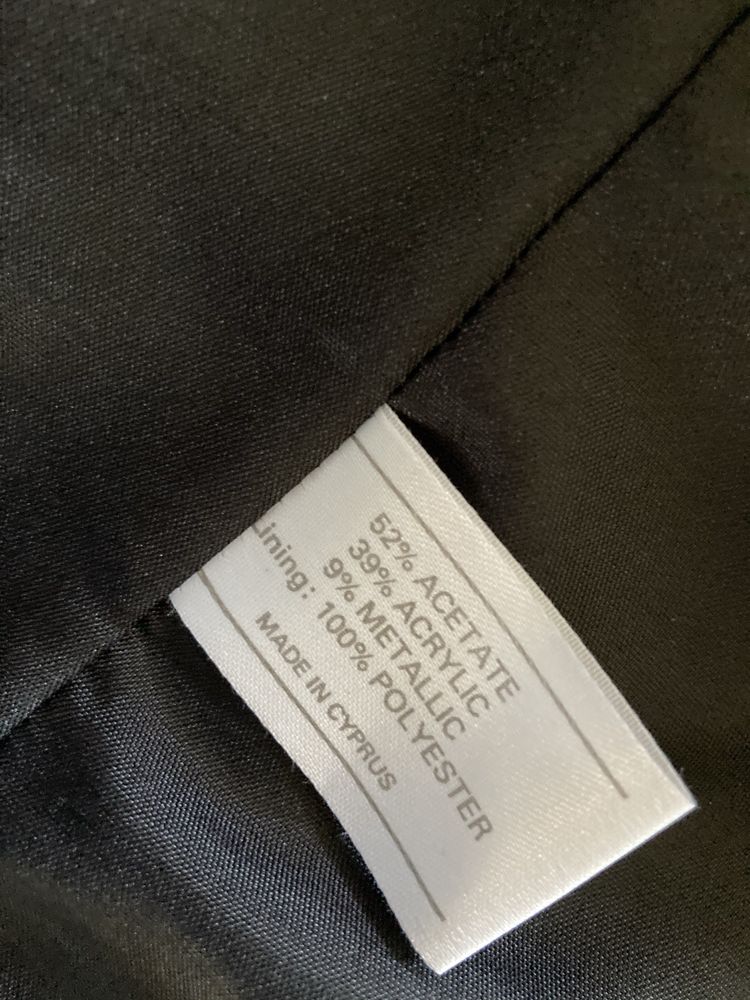 52% ACETATE
39% ACRYLIC
9% METALLIC
Lining: 100% POLYESTER
MADE IN CYPRUS